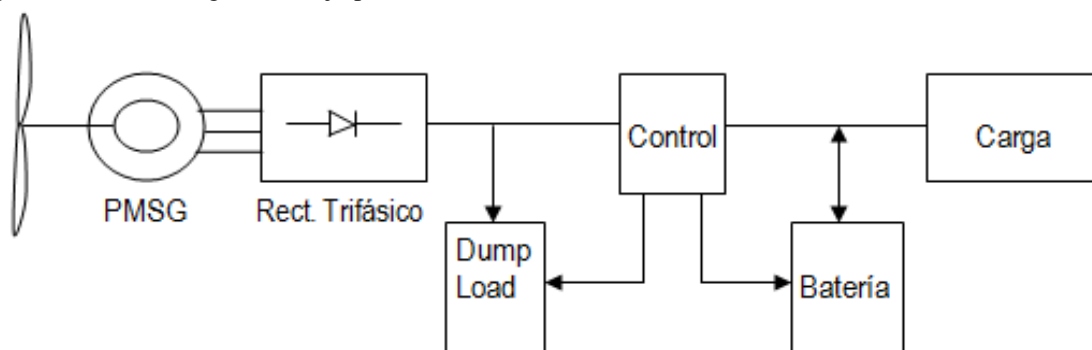 Control
Carga
PMSG
Rect. Trifásico
Dump
Load
Batería